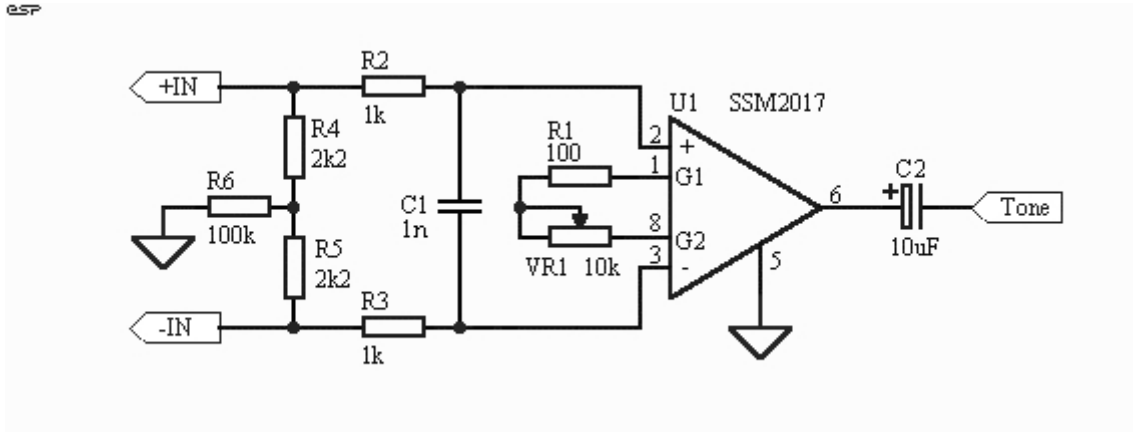 esp
R2
1k
+IN
R4
2k2
R6
100k
R5
2k2
-IN
R3
1k
C1
1n
R1
100
VR1 10k
U1 SSM2017
2
+
1
G1
8
G2
3
-
6
5
C2
+
10uF
Tone